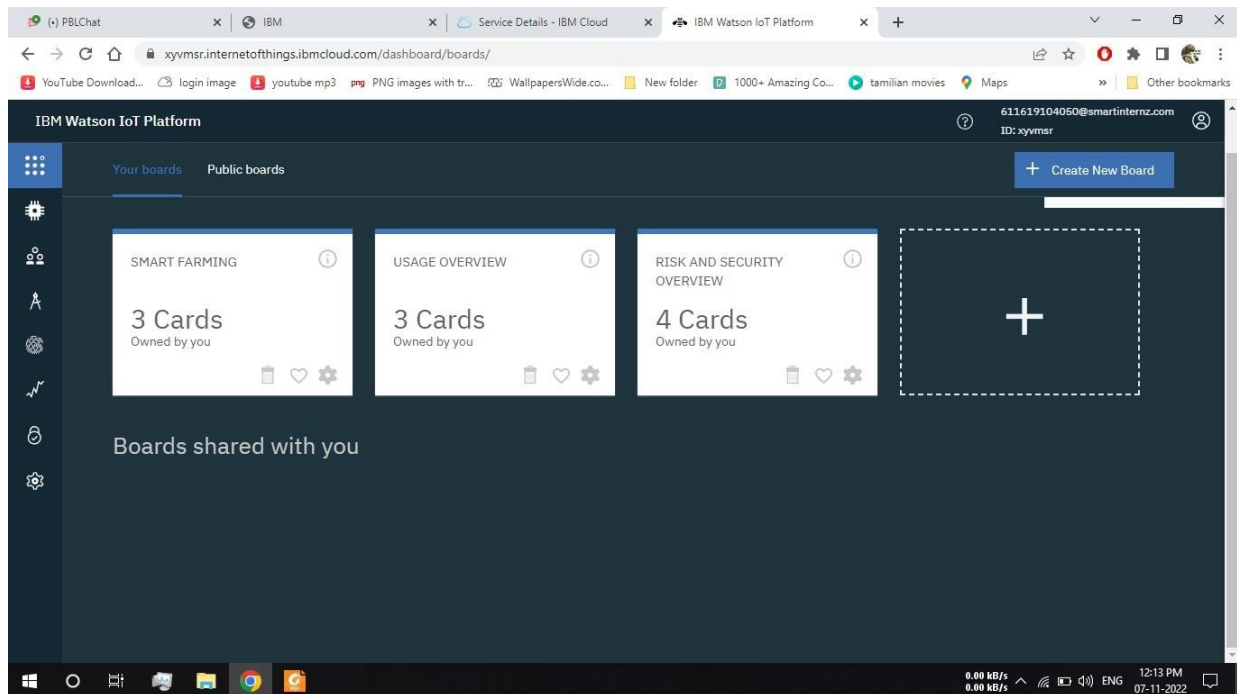 (•) PBLChat
IBM
Service Details - IBM Cloud
IBM Watson IoT Platform
xyvmsr.internetofthings.ibmcloud.com/dashboard/boards/
YouTube Download...
login image
youtube mp3
png PNG images with tr...
WallpapersWide.co...
New folder
1000+ Amazing Co...
tamilian movies
Maps
»
Other bookmarks
IBM Watson IoT Platform
611619104050@smartinternz.com
ID: xyvmsr
Your boards
Public boards
+ Create New Board
SMART FARMING
3 Cards
Owned by you
USAGE OVERVIEW
3 Cards
Owned by you
RISK AND SECURITY
OVERVIEW
4 Cards
Owned by you
Boards shared with you
0.00 kB/s
0.00 kB/s
ENG
12:13 PM
07-11-2022